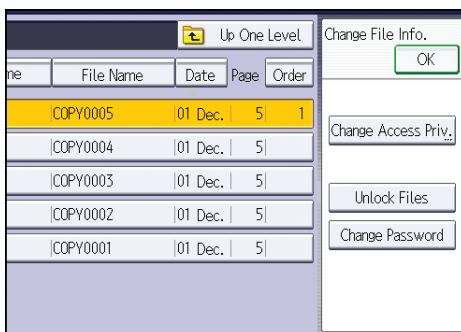 Up One Level
Change File Info.
OK
me File Name Date Page Order
COPY0005 01 Dec. 5 1
COPY0004 01 Dec. 5
COPY0003 01 Dec. 5
COPY0002 01 Dec. 5
COPY0001 01 Dec. 5
Change Access Priv.
Unlock Files
Change Password